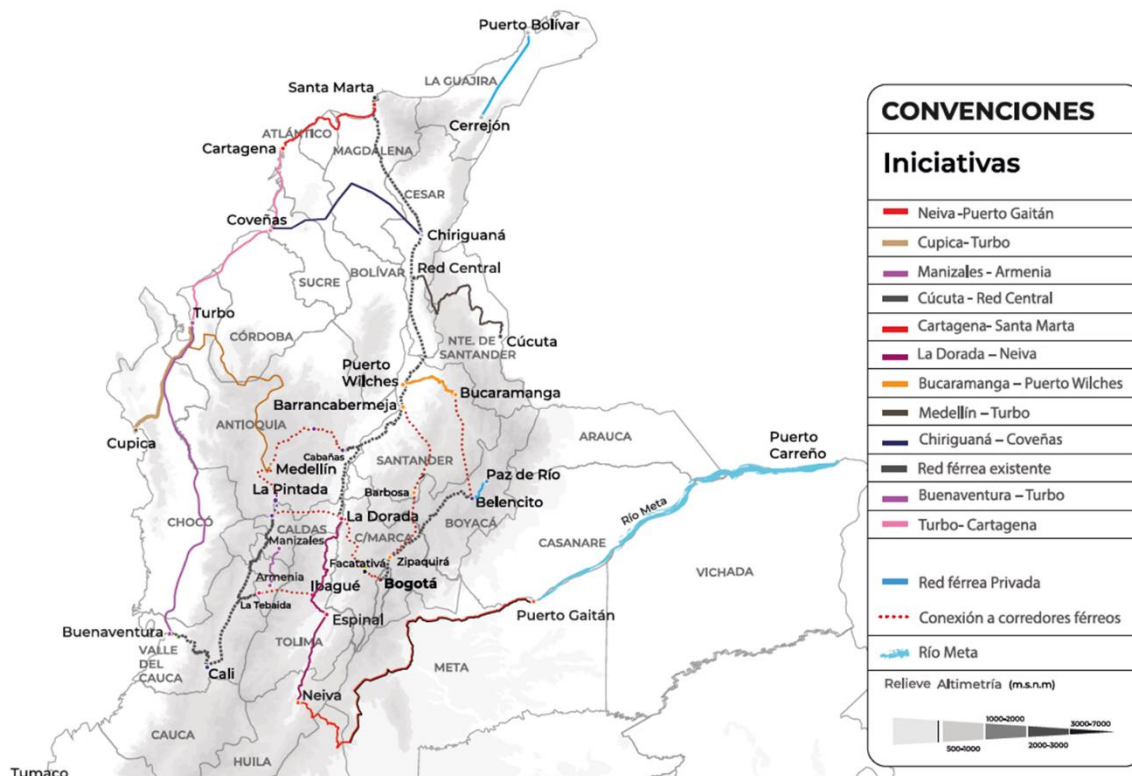 Puerto Bolívar
LA GUAJIRA
Santa Marta
Cerrejón
ATLÁNTICO
Cartagena
MAGDALENA
CESAR
Coveñas
Chiriguaná
BOLÍVAR
Red Central
SUCRE
Turbo
CÓRDOBA
NTE. DE
SANTANDER
Cúcuta
Puerto
Wilches
Bucaramanga
Barrancabermeja
ANTIOQUIA
Cupica
ARAUCA
Puerto
Carreño
Cabañas
SANTANDER
Medellín
Paz de Río
La Pintada
Barbosa
Belencito
Río Meta
CHOCÓ
La Dorada
BOYACÁ
CALDAS
Manizales
C/MARCA
CASANARE
Zipaquirá
VICHADA
Facatativá
Armenia
Ibagué
Bogotá
La Tebaida
Puerto Gaitán
Espinal
Buenaventura
TOLIMA
VALLE
DEL
CAUCA
Cali
META
Neiva
CAUCA
HUILA
Tumaco
CONVENCIONES
Iniciativas
Neiva-Puerto Gaitán
Cupica- Turbo
Manizales - Armenia
Cúcuta - Red Central
Cartagena- Santa Marta
La Dorada – Neiva
Bucaramanga – Puerto Wilches
Medellín – Turbo
Chiriguaná – Coveñas
Red férrea existente
Buenaventura – Turbo
Turbo- Cartagena
Red férrea Privada
Conexión a corredores férreos
Río Meta
Relieve Altimetría (m.s.n.m)
1000-2000
3000-7000
500-1000
2000-3000